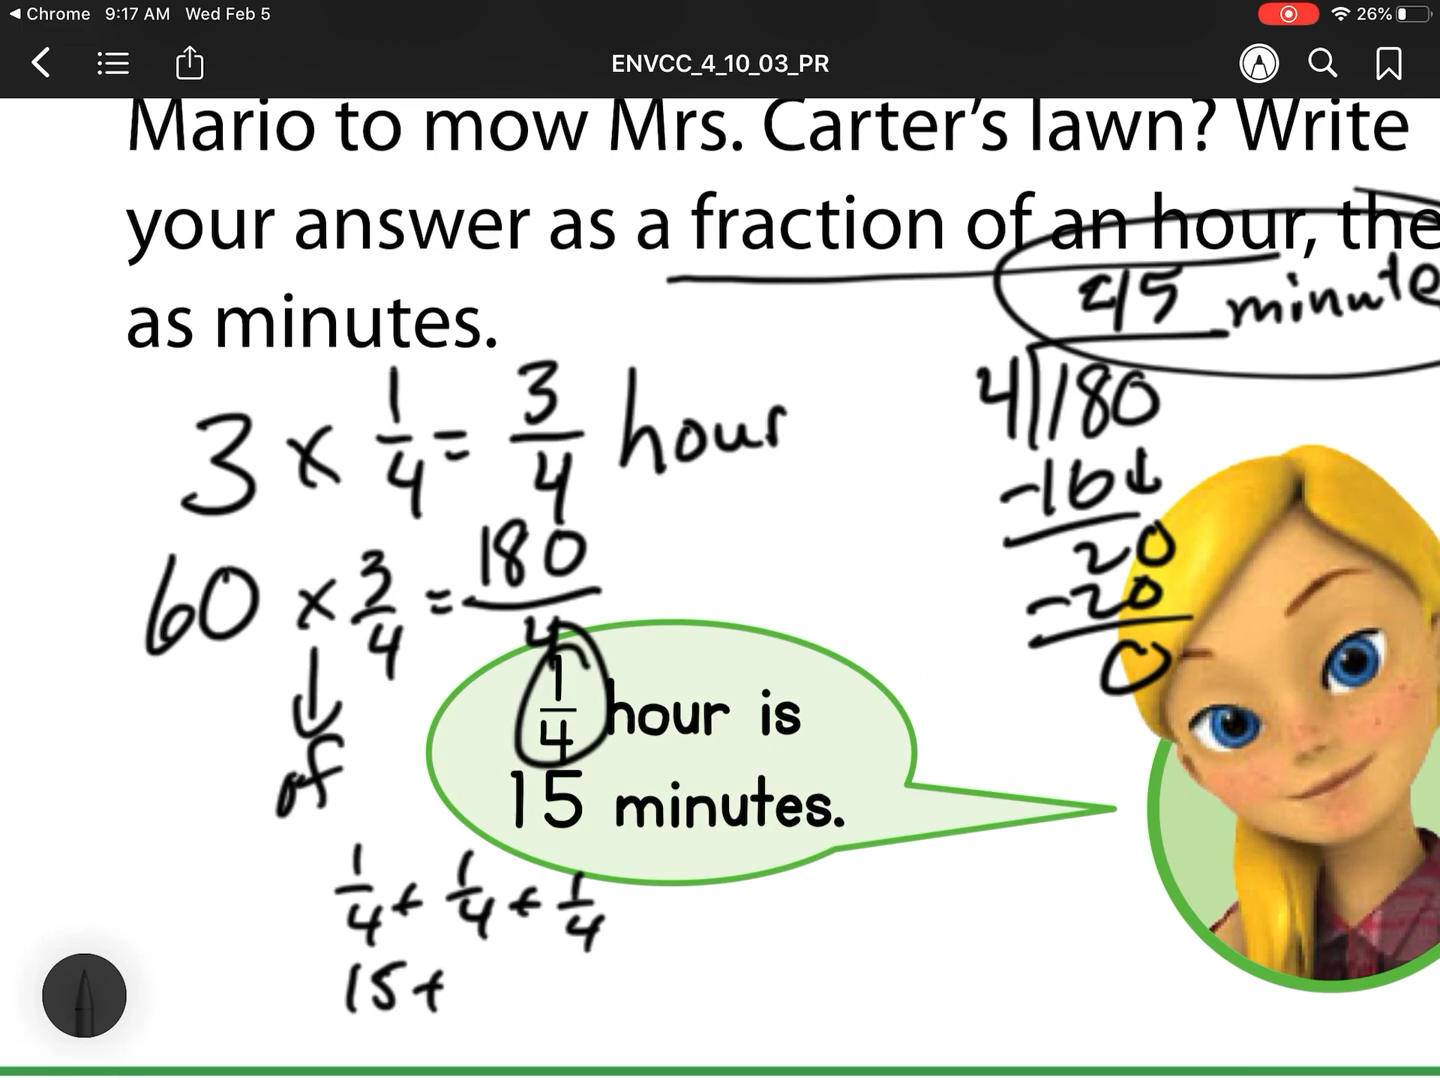 Chrome 9:17 AM Wed Feb 5 26%
ENVCC_4_10_03_PR
Mario to mow Mrs. Carter's lawn? Write
your answer as a fraction of an hour, the
as minutes.
45 minute
4)180
-16↓
20
-20
0
3 × 1/4 = 3/4 hour
60 × 3/4 = 180/4
↓
of
1/4 hour is
15 minutes.
1/4 + 1/4 + 1/4
15+